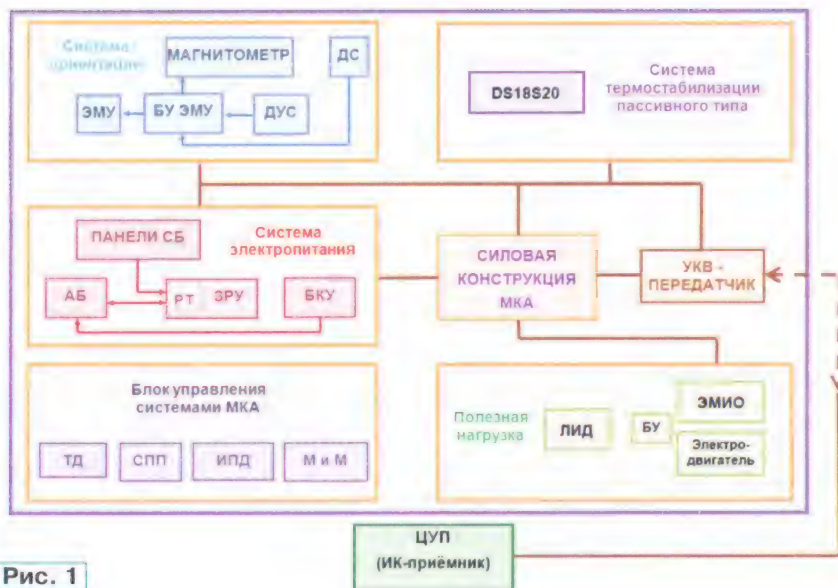 Система
ориентации
МАГНИТОМЕТР
ДС
ЭМУ
БУ ЭМУ
ДУС
DS18S20
Система
термостабилизации
пассивного типа
ПАНЕЛИ СБ
Система
электропитания
АБ
РТ ЗРУ
БКУ
СИЛОВАЯ
КОНСТРУКЦИЯ
МКА
УКВ -
ПЕРЕДАТЧИК
Блок управления
системами МКА
ТД
СПП
ИПД
М и М
Полезная
нагрузка
ЛИД
БУ
ЭМИО
Электро-
двигатель
ЦУП
(ИК-приёмник)
Рис. 1